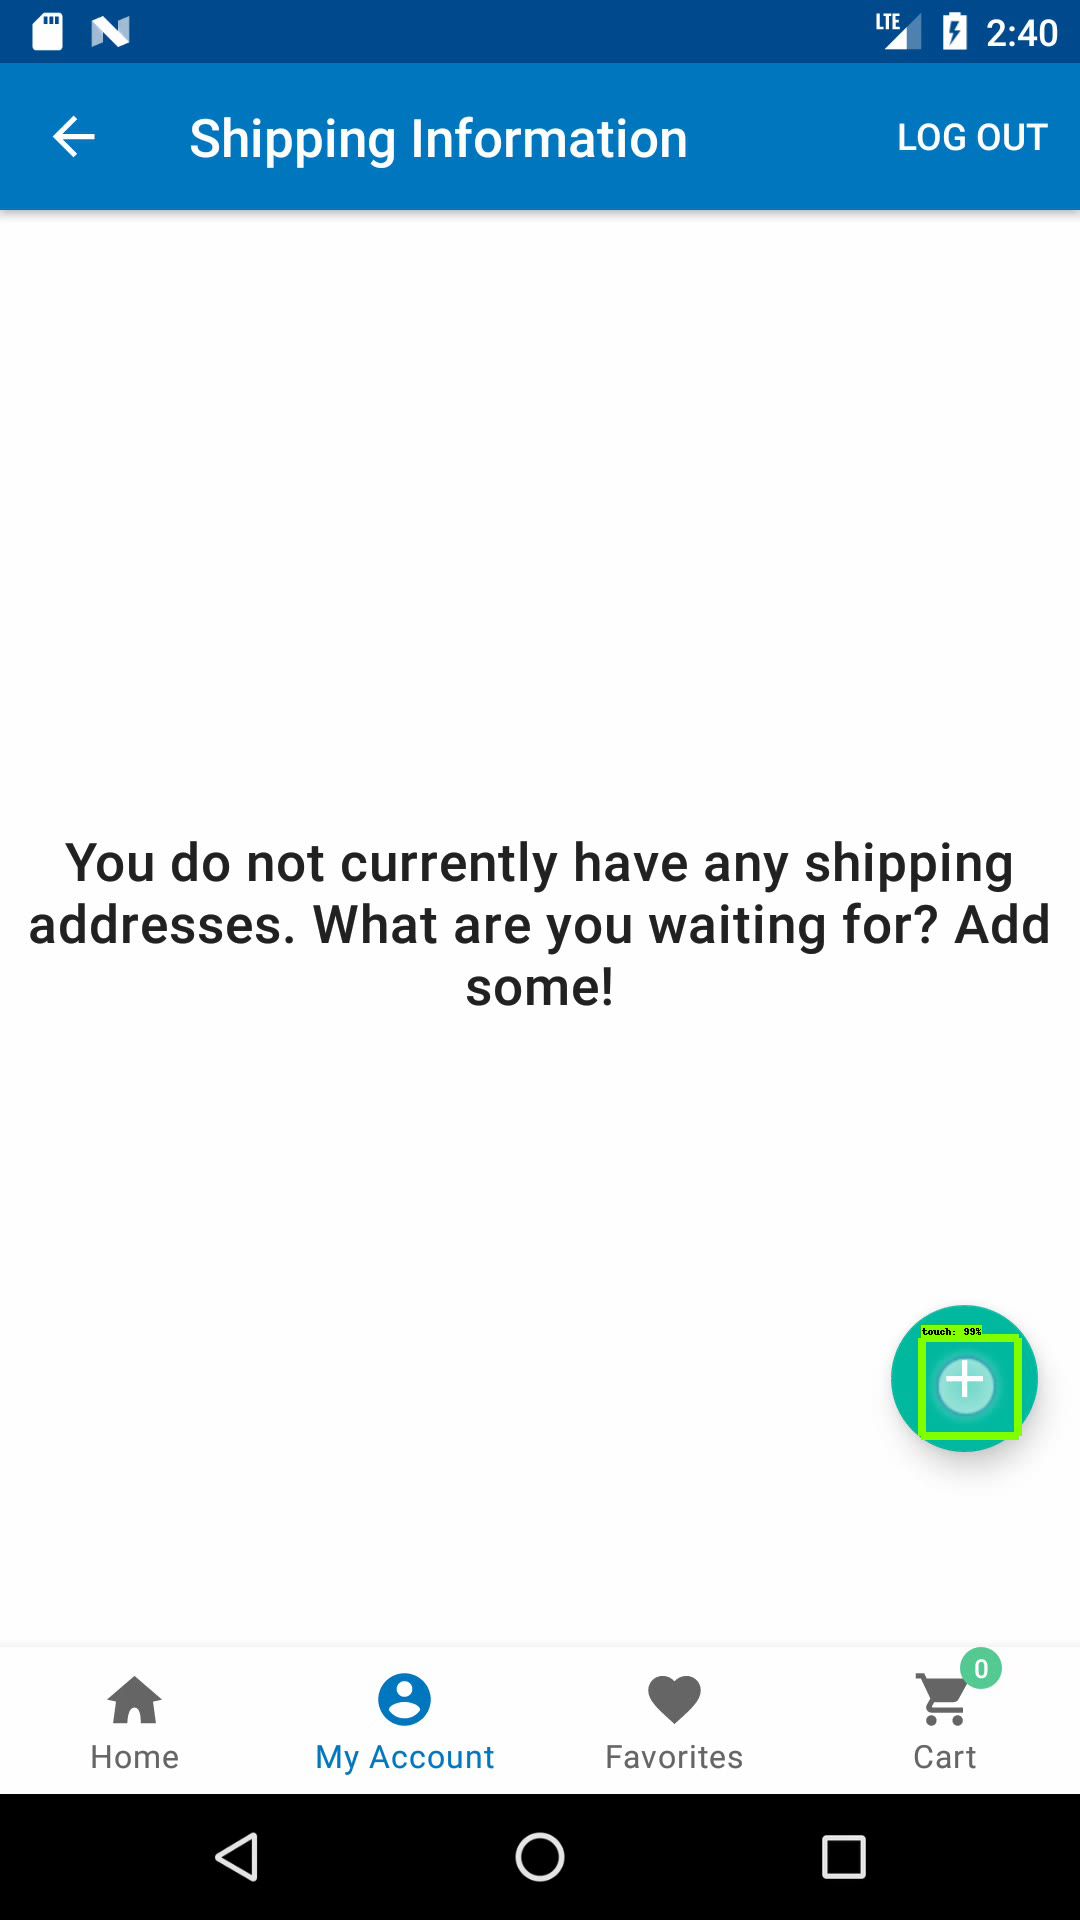 LTE 2:40
Shipping Information LOG OUT
You do not currently have any shipping
addresses. What are you waiting for? Add
some!
touch: 99%
0
Home My Account Favorites Cart